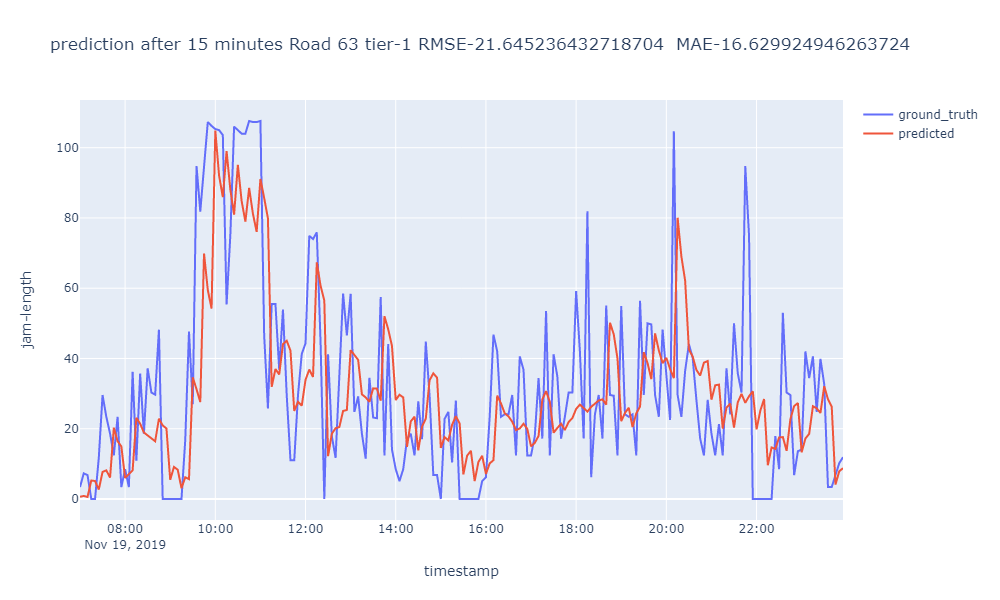 prediction after 15 minutes Road 63 tier-1 RMSE-21.645236432718704  MAE-16.629924946263724
ground_truth
predicted
100
80
60
40
20
0
jam-length
08:00 10:00 12:00 14:00 16:00 18:00 20:00 22:00
Nov 19, 2019
timestamp